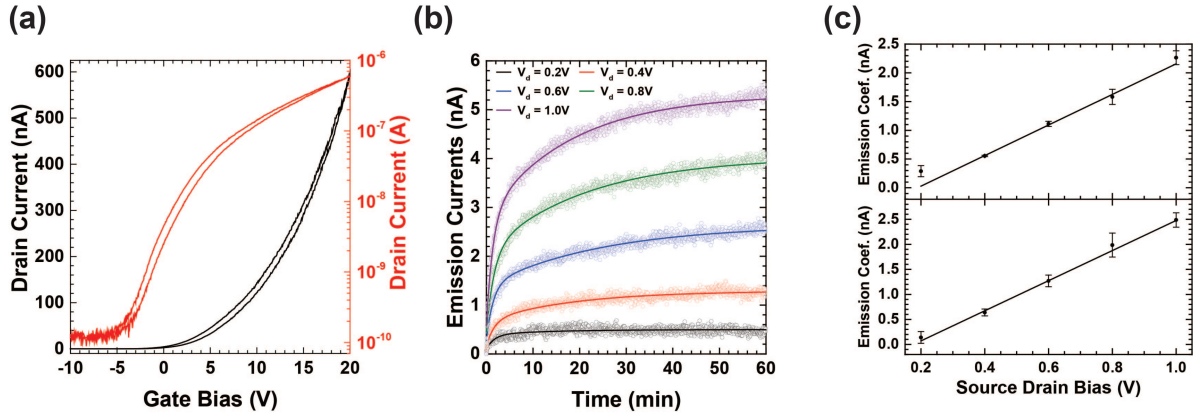 (a)
600
500
400
300
200
100
0
Drain Current (nA)
-10 -5 0 5 10 15 20
Gate Bias (V)
10-6
10-7
10-8
10-9
10-10
Drain Current (A)
(b)
6
5
4
3
2
1
0
Emission Currents (nA)
Vd = 0.2V Vd = 0.4V
Vd = 0.6V Vd = 0.8V
Vd = 1.0V
0 10 20 30 40 50 60
Time (min)
(c)
2.5
2.0
1.5
1.0
0.5
0.0
Emission Coef. (nA)
2.5
2.0
1.5
1.0
0.5
0.0
Emission Coef. (nA)
0.2 0.4 0.6 0.8 1.0
Source Drain Bias (V)